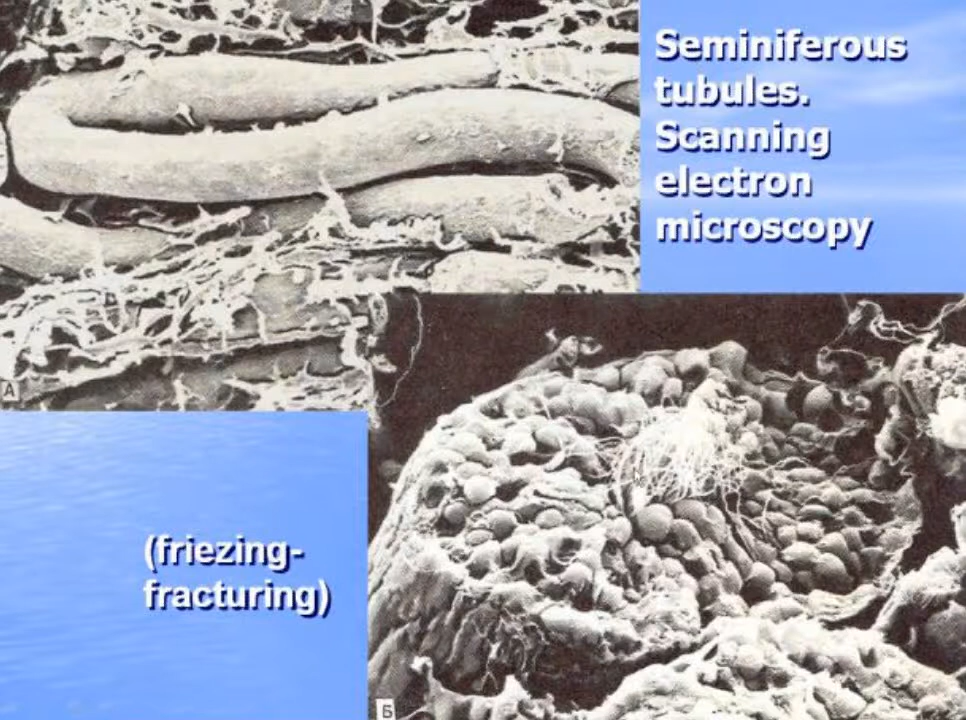 Seminiferous
tubules.
Scanning
electron
microscopy
А
(friezing-
fracturing)
Б